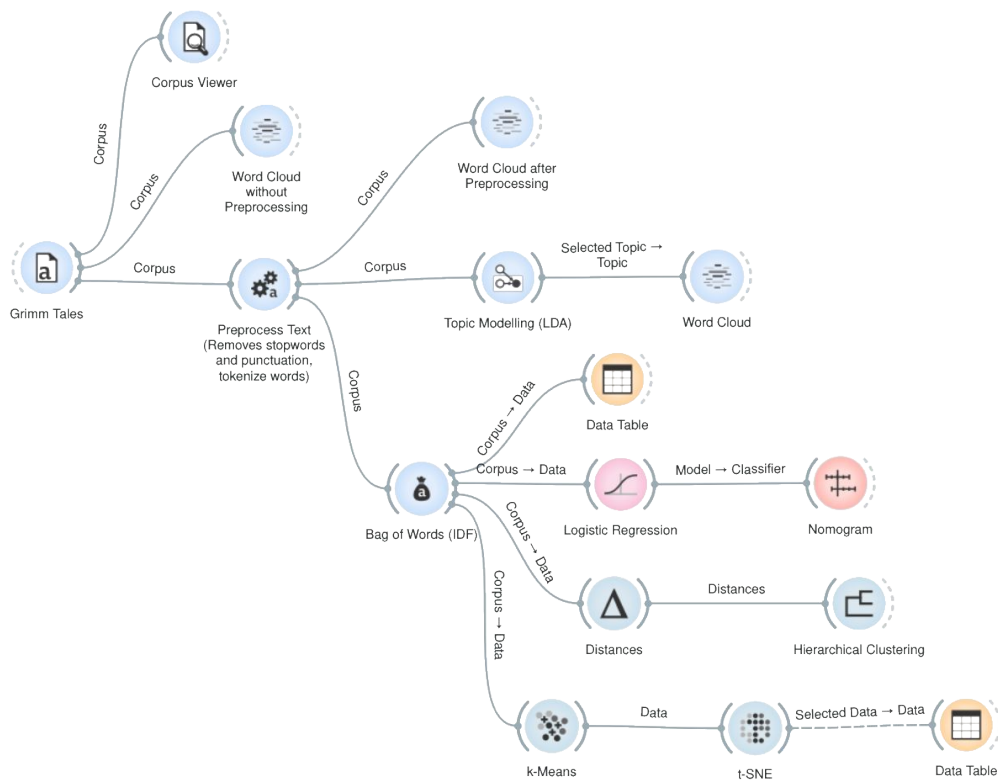 Corpus Viewer
Corpus
Word Cloud
without
Preprocessing
Corpus
Word Cloud after
Preprocessing
Corpus
a
Grimm Tales
Corpus
a
Preprocess Text
(Removes stopwords
and punctuation,
tokenize words)
Corpus
Topic Modelling (LDA)
Selected Topic →
Topic
Word Cloud
Corpus
Corpus → Data
Data Table
a
Bag of Words (IDF)
Corpus → Data
Logistic Regression
Model → Classifier
Nomogram
Corpus → Data
Distances
Distances
Hierarchical Clustering
Corpus → Data
k-Means
Data
t-SNE
Selected Data → Data
Data Table